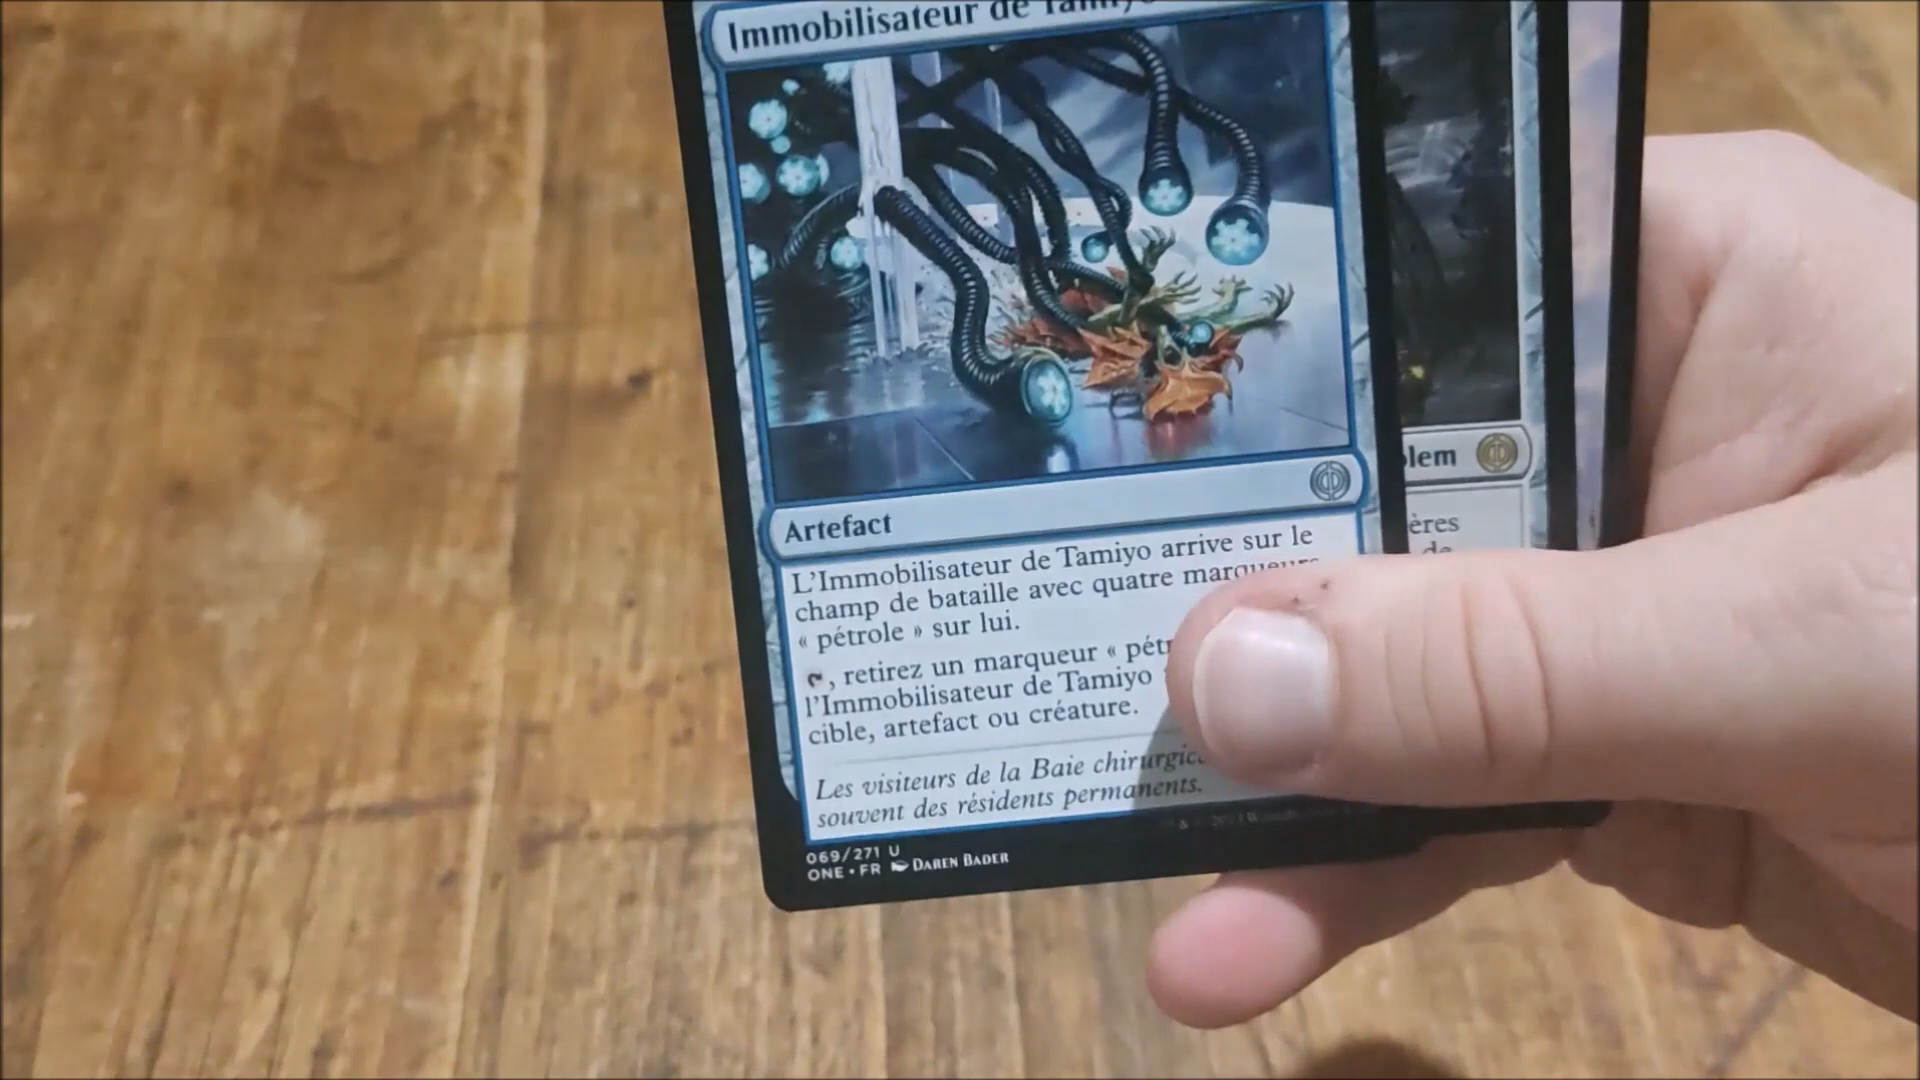 Immobilisateur de Tamiyo
Artefact
L'Immobilisateur de Tamiyo arrive sur le
champ de bataille avec quatre marqueurs
« pétrole » sur lui.
, retirez un marqueur « pétr
l'Immobilisateur de Tamiyo
cible, artefact ou créature.
Les visiteurs de la Baie chirurgic
souvent des résidents permanents.
069/271 U
ONE • FR DAREN BADER
lem
ères
de